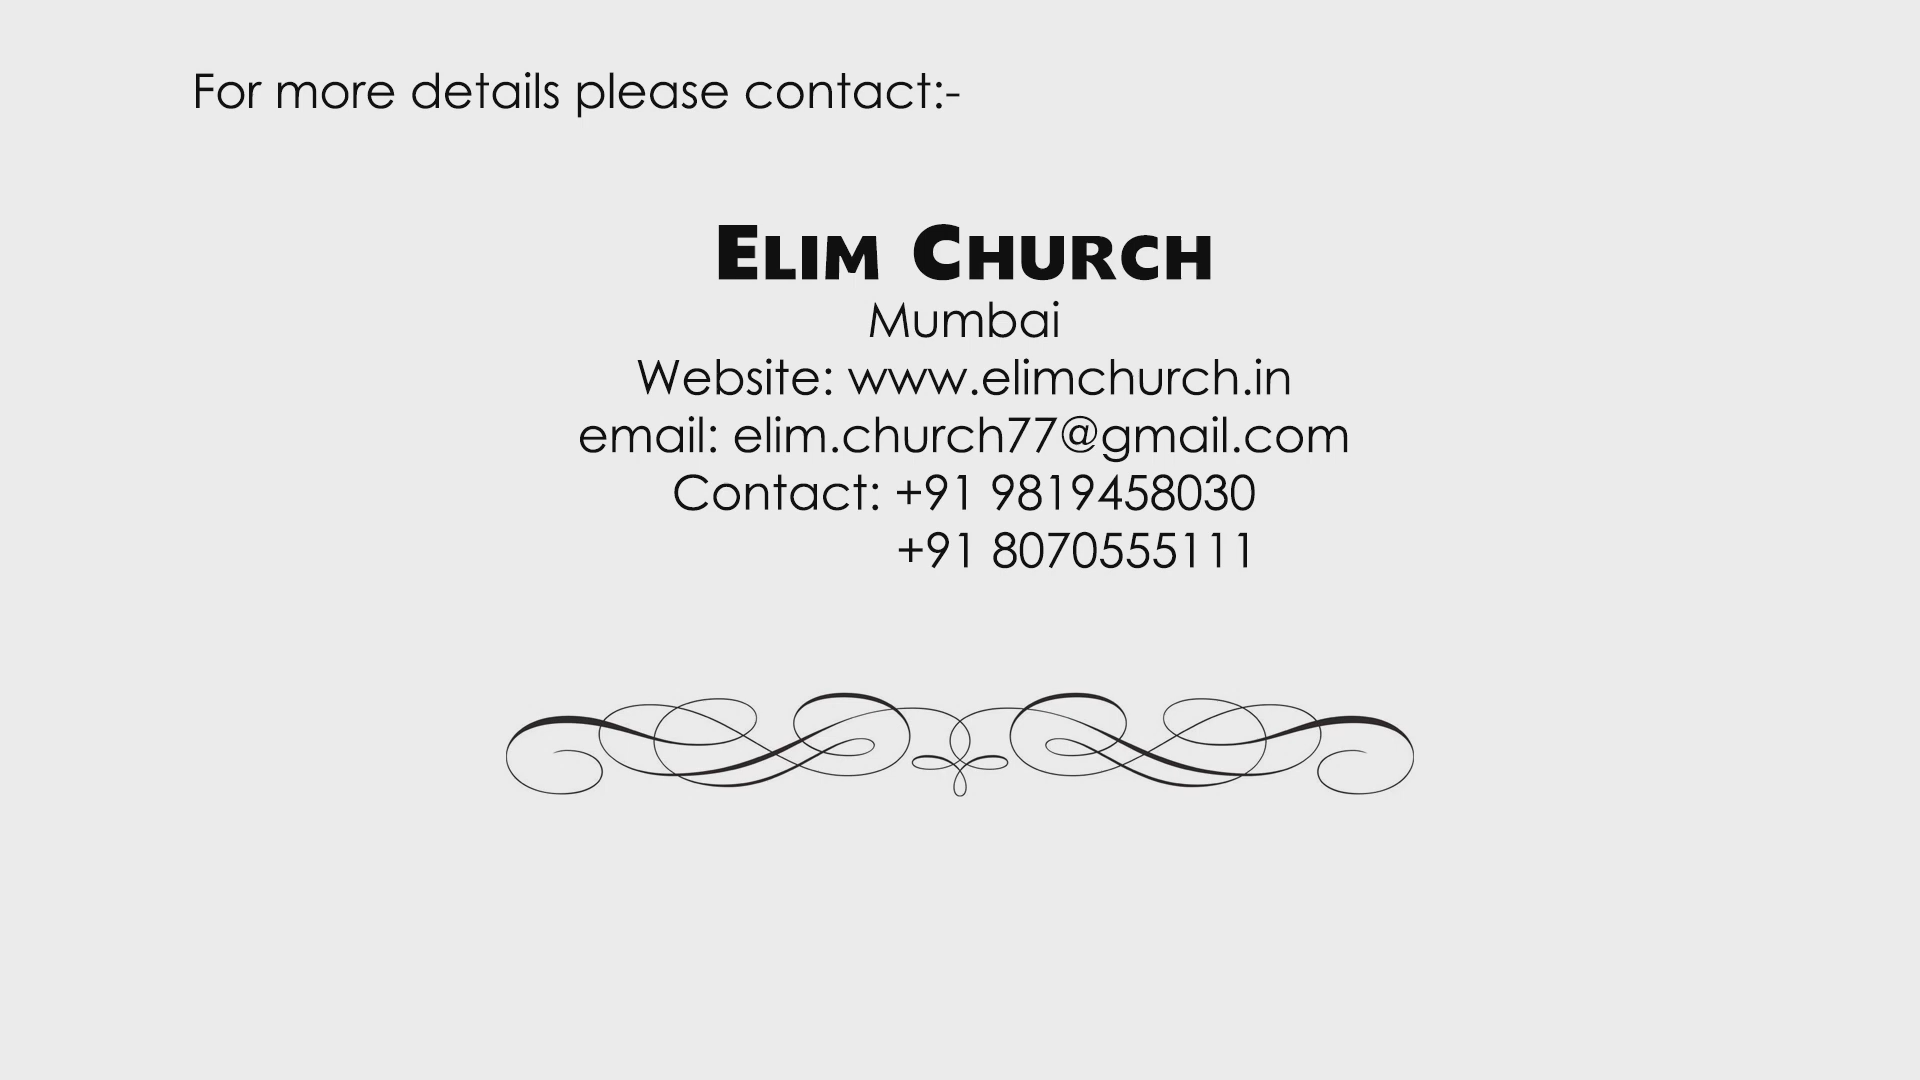 For more details please contact:-
Elim Church
Mumbai
Website: www.elimchurch.in
email: elim.church77@gmail.com
Contact: +91 9819458030
+91 8070555111